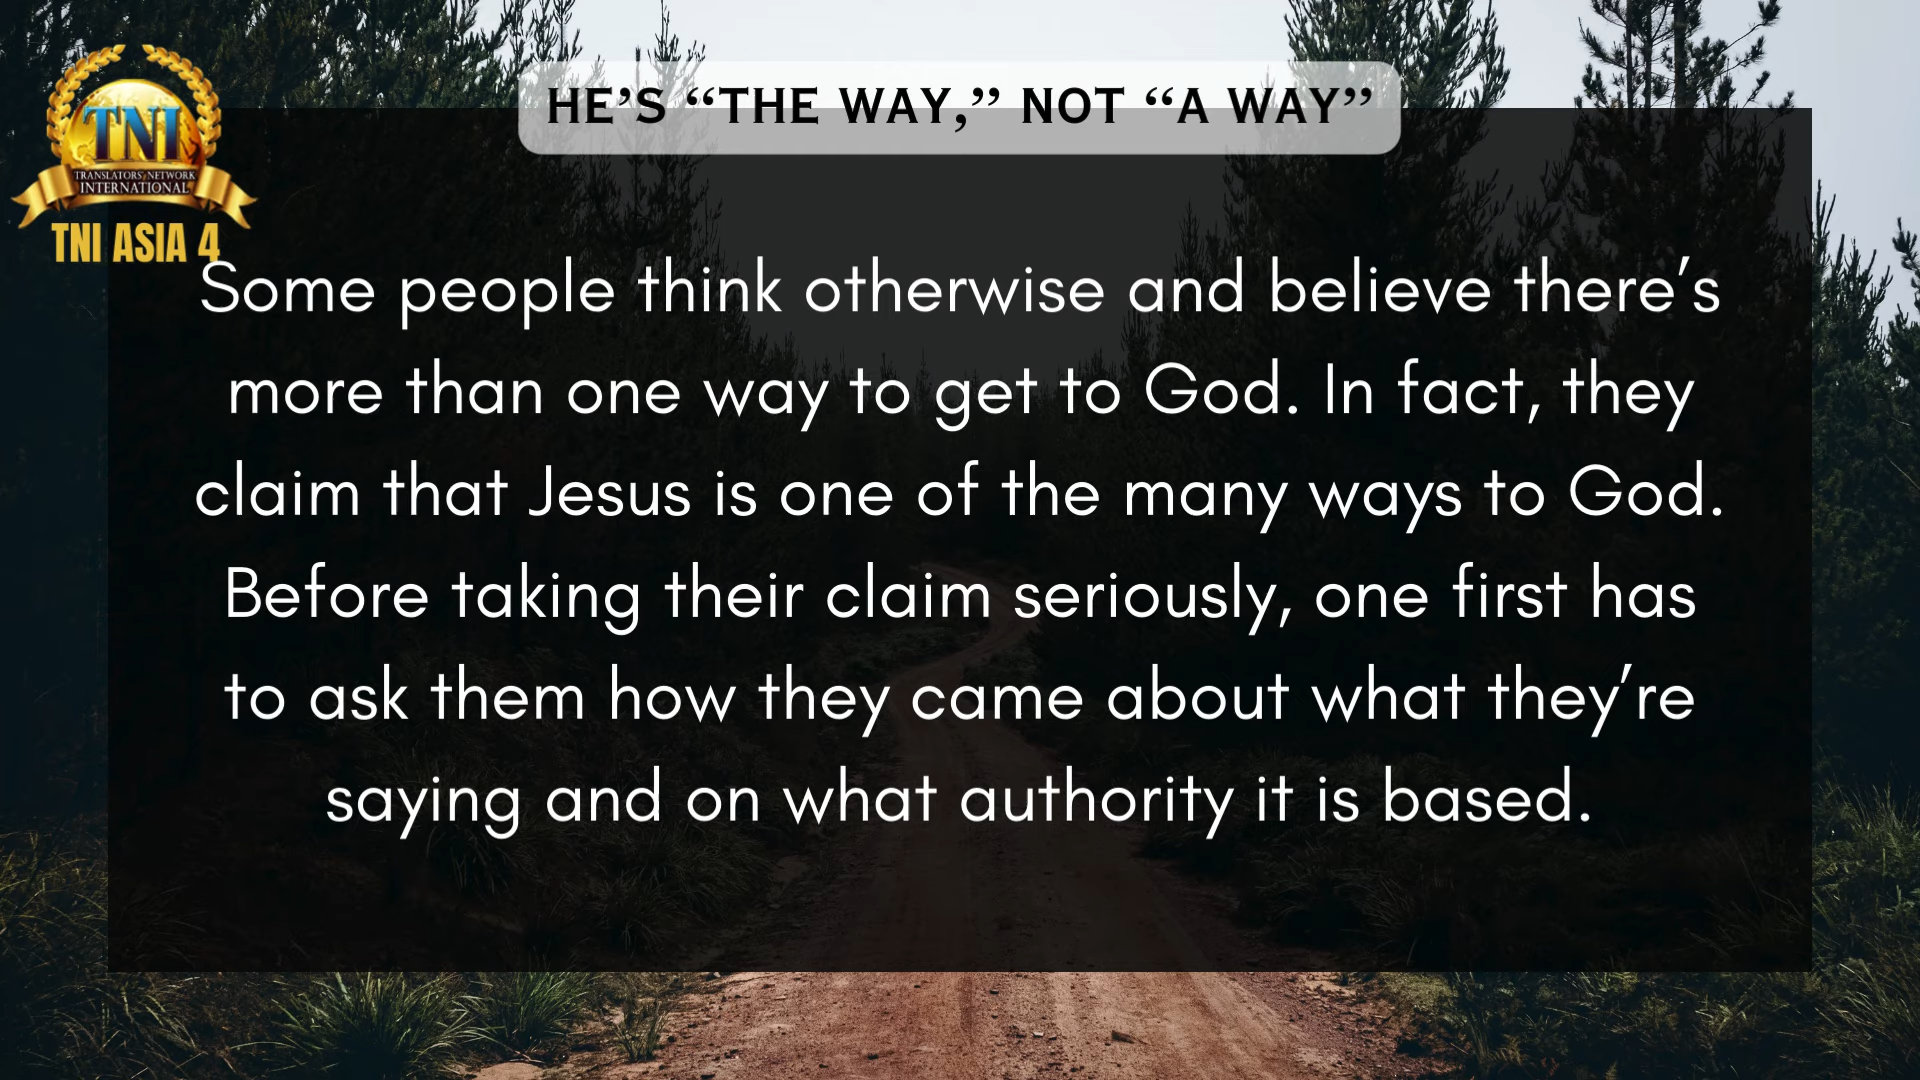 HE’S “THE WAY,” NOT “A WAY”
TNI
TRANSLATORS' NETWORK
INTERNATIONAL
TNI ASIA 4
Some people think otherwise and believe there’s
more than one way to get to God. In fact, they
claim that Jesus is one of the many ways to God.
Before taking their claim seriously, one first has
to ask them how they came about what they’re
saying and on what authority it is based.